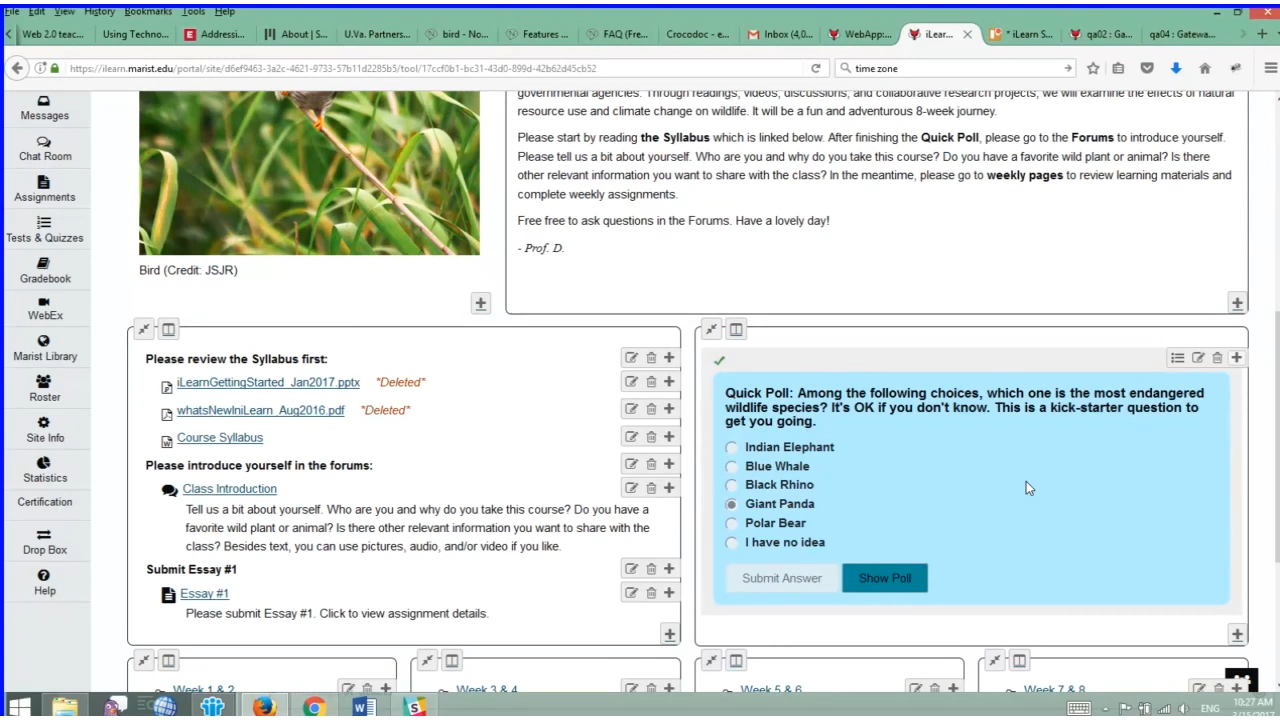 File Edit View History Bookmarks Tools Help
Web 2.0 teac... Using Techno... Addressi... About | S... U.Va. Partners... bird - No... Features ... FAQ (Fre... Crocodoc - e... Inbox (4,0... WebApp:... iLear... * iLearn S... qa02 : Ga... qa04 : Gatewa...
https://ilearn.marist.edu/portal/site/d6ef9463-3a2c-4621-9733-57b11d2285b5/tool/17ccf0b1-bc31-43d0-899d-42b62d45cb52
time zone
Messages
Chat Room
Assignments
Tests & Quizzes
Gradebook
WebEx
Marist Library
Roster
Site Info
Statistics
Certification
Drop Box
Help
governmental agencies. Through readings, videos, discussions, and collaborative research projects, we will examine the effects of natural
resource use and climate change on wildlife. It will be a fun and adventurous 8-week journey.
Please start by reading the Syllabus which is linked below. After finishing the Quick Poll, please go to the Forums to introduce yourself.
Please tell us a bit about yourself. Who are you and why do you take this course? Do you have a favorite wild plant or animal? Is there
other relevant information you want to share with the class? In the meantime, please go to weekly pages to review learning materials and
complete weekly assignments.
Free free to ask questions in the Forums. Have a lovely day!
- Prof. D.
Bird (Credit: JSJR)
Please review the Syllabus first:
iLearnGettingStarted_Jan2017.pptx *Deleted*
whatsNewIniLearn_Aug2016.pdf *Deleted*
Course Syllabus
Please introduce yourself in the forums:
Class Introduction
Tell us a bit about yourself. Who are you and why do you take this course? Do you have a
favorite wild plant or animal? Is there other relevant information you want to share with the
class? Besides text, you can use pictures, audio, and/or video if you like.
Submit Essay #1
Essay #1
Please submit Essay #1. Click to view assignment details.
Quick Poll: Among the following choices, which one is the most endangered
wildlife species? It's OK if you don't know. This is a kick-starter question to
get you going.
Indian Elephant
Blue Whale
Black Rhino
Giant Panda
Polar Bear
I have no idea
Submit Answer Show Poll
Week 1 & 2 Week 3 & 4 Week 5 & 6 Week 7 & 8
ENG
10:27 AM